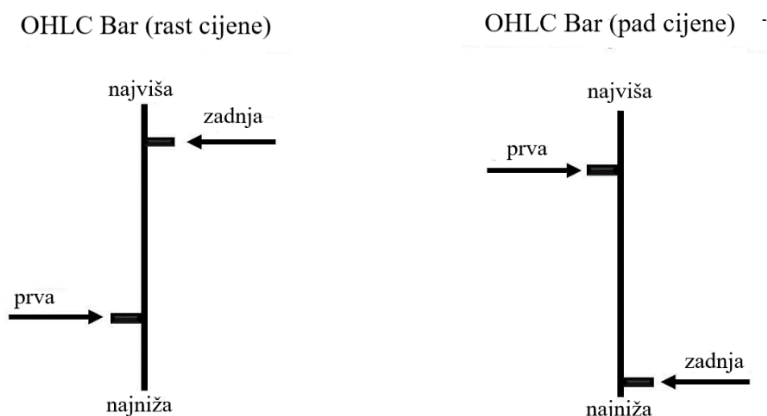 OHLC Bar (rast cijene)
najviša
zadnja
prva
najniža
OHLC Bar (pad cijene)
najviša
prva
zadnja
najniža